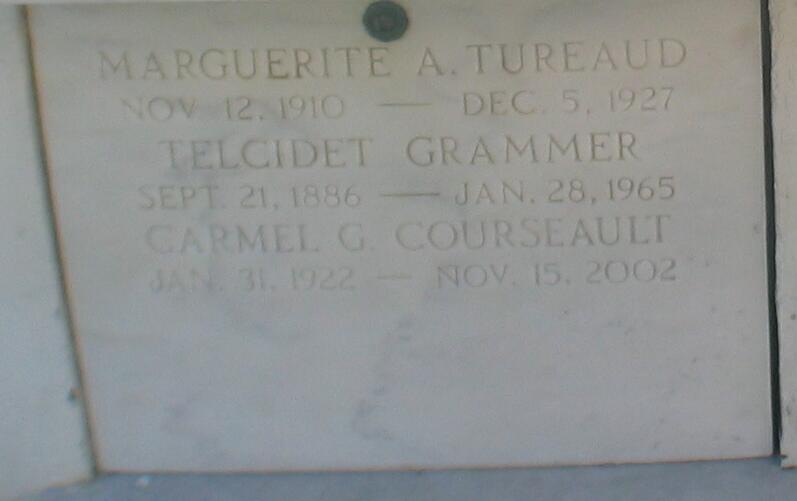 MARGUERITE A. TUREAUD
NOV 12, 1910 — DEC. 5, 1927
TELCIDET GRAMMER
SEPT. 21, 1886 — JAN. 28, 1965
CARMEL G. COURSEAULT
JAN. 31, 1922 — NOV. 15, 2002